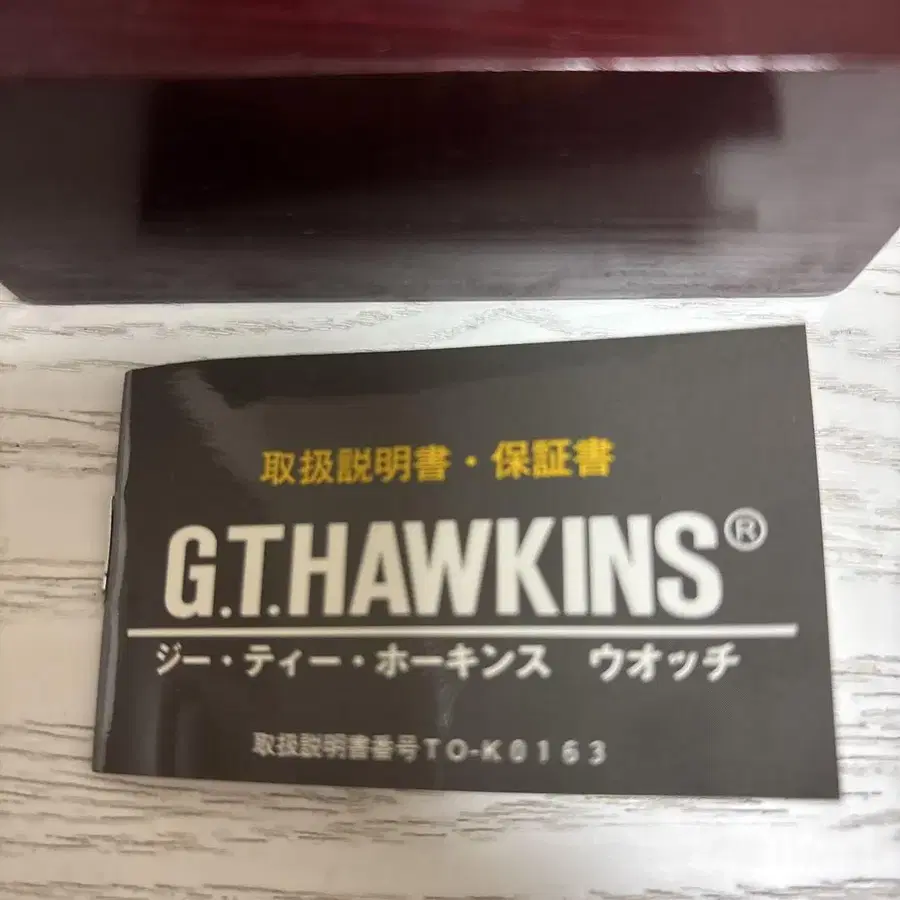 取扱説明書・保証書
G.T.HAWKINS®
ジー・ティー・ホーキンス ウオッチ
取扱説明書番号TO-K0163